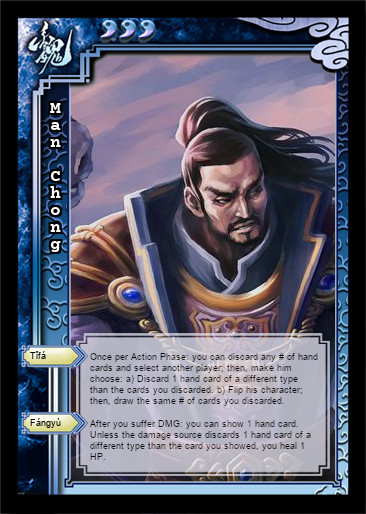 魏
Man Chong
Tǐfá
Once per Action Phase: you can discard any # of hand
cards and select another player; then, make him
choose: a) Discard 1 hand card of a different type
than the cards you discarded. b) Flip his character;
then, draw the same # of cards you discarded.
Fángyù
After you suffer DMG: you can show 1 hand card.
Unless the damage source discards 1 hand card of a
different type than the card you showed, you heal 1
HP.